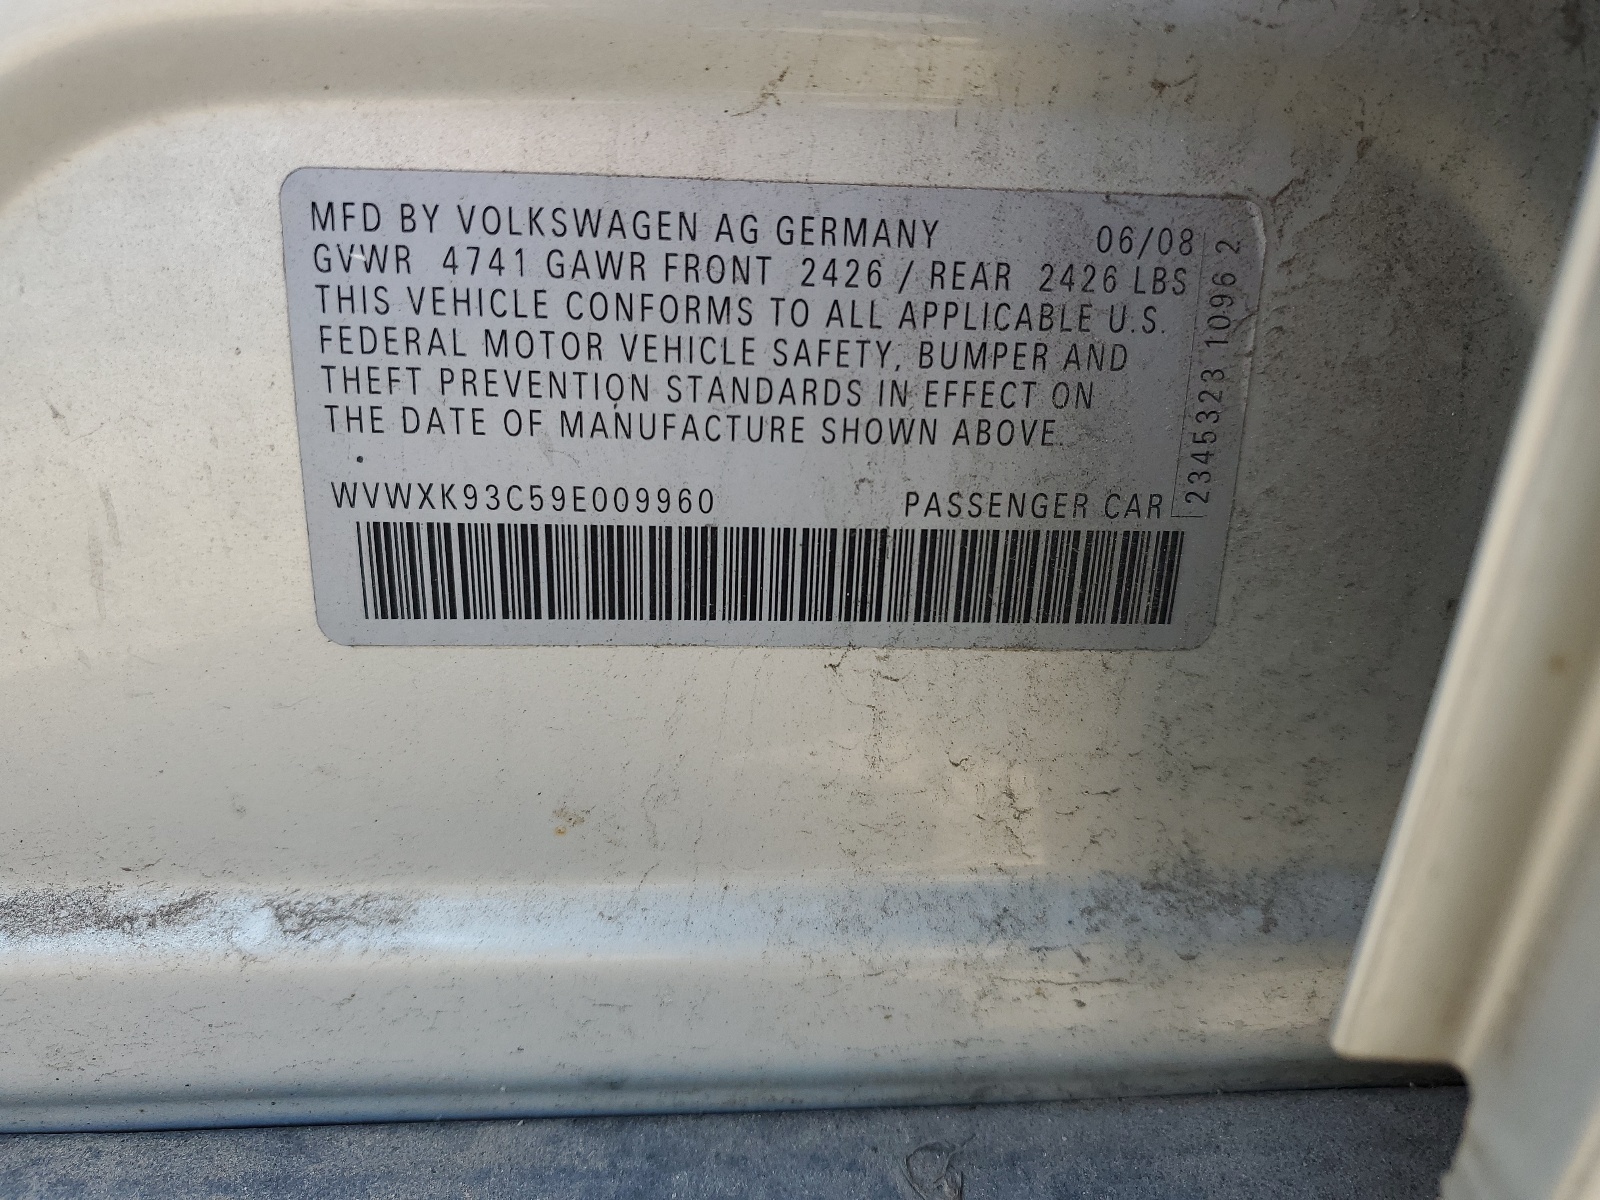 MFD BY VOLKSWAGEN AG GERMANY 06/08
GVWR 4741 GAWR FRONT 2426 / REAR 2426 LBS
THIS VEHICLE CONFORMS TO ALL APPLICABLE U.S.
FEDERAL MOTOR VEHICLE SAFETY, BUMPER AND
THEFT PREVENTION STANDARDS IN EFFECT ON
THE DATE OF MANUFACTURE SHOWN ABOVE.
WVWXK93C59E009960 PASSENGER CAR
2345323 1096 2